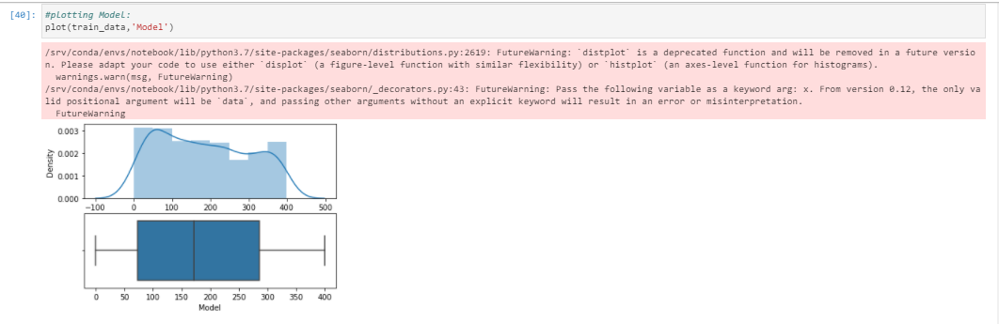 [40]: #plotting Model:
plot(train_data,'Model')
/srv/conda/envs/notebook/lib/python3.7/site-packages/seaborn/distributions.py:2619: FutureWarning: `distplot` is a deprecated function and will be removed in a future versio
n. Please adapt your code to use either `displot` (a figure-level function with similar flexibility) or `histplot` (an axes-level function for histograms).
  warnings.warn(msg, FutureWarning)
/srv/conda/envs/notebook/lib/python3.7/site-packages/seaborn/_decorators.py:43: FutureWarning: Pass the following variable as a keyword arg: x. From version 0.12, the only va
lid positional argument will be `data`, and passing other arguments without an explicit keyword will result in an error or misinterpretation.
  FutureWarning
0.003
0.002
0.001
0.000
Density
−100 0 100 200 300 400 500
0 50 100 150 200 250 300 350 400
Model